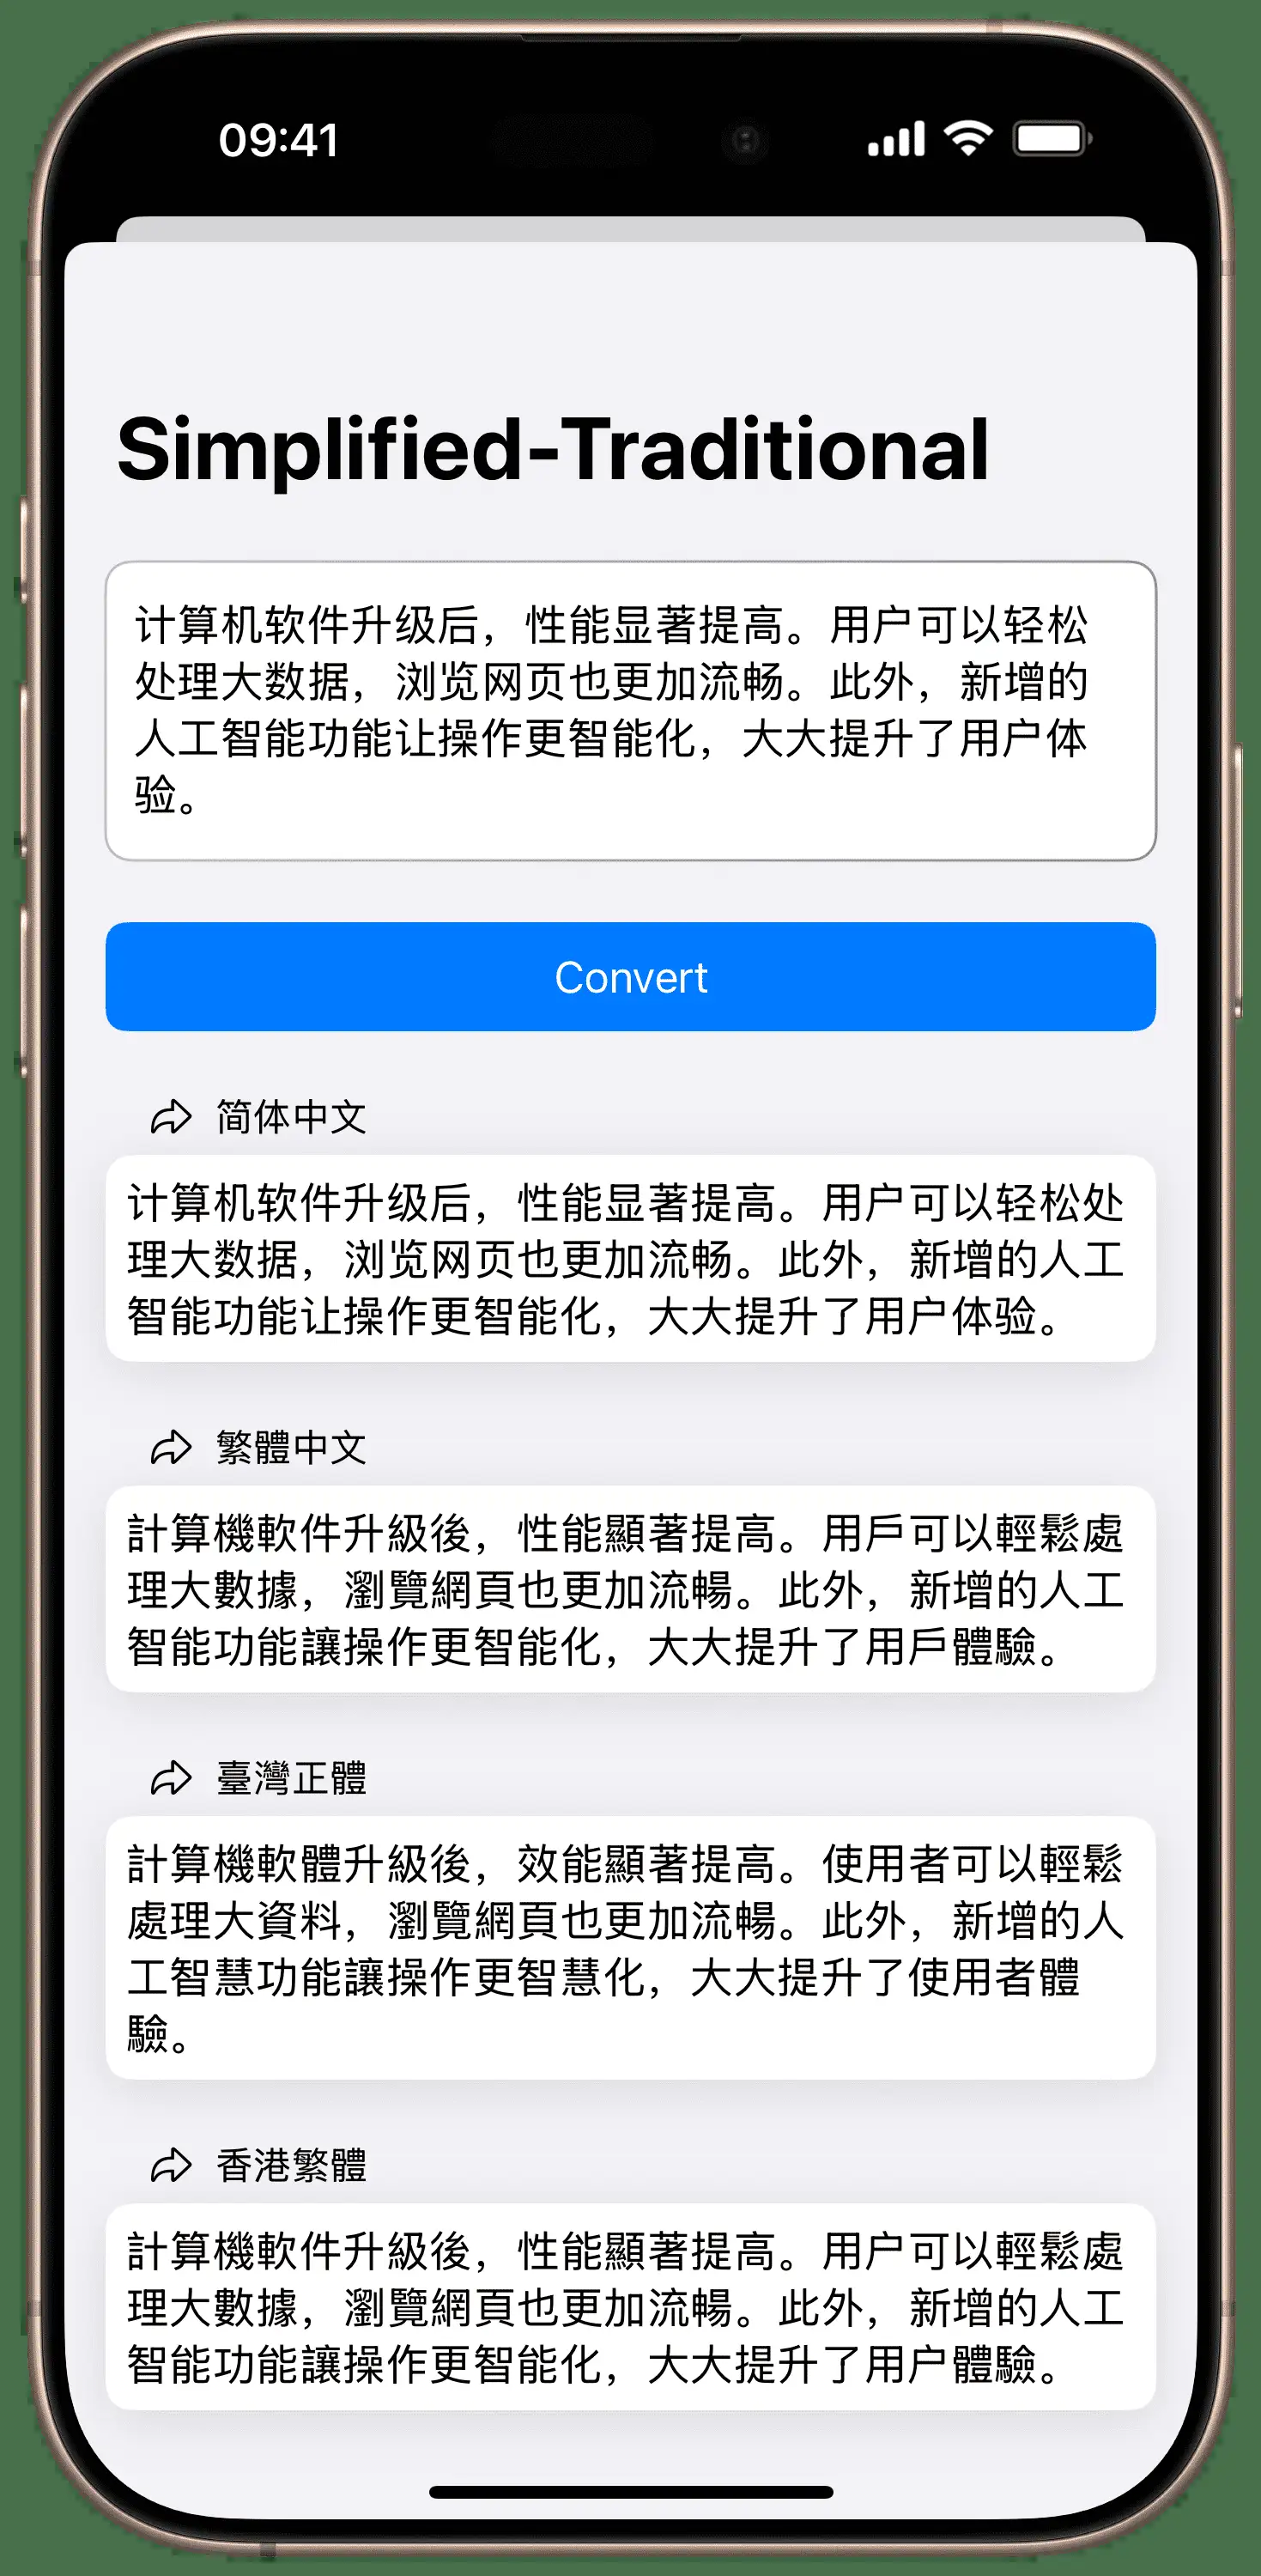 09:41
Simplified-Traditional
计算机软件升级后，性能显著提高。用户可以轻松
处理大数据，浏览网页也更加流畅。此外，新增的
人工智能功能让操作更智能化，大大提升了用户体
验。
Convert
简体中文
计算机软件升级后，性能显著提高。用户可以轻松处
理大数据，浏览网页也更加流畅。此外，新增的人工
智能功能让操作更智能化，大大提升了用户体验。
繁體中文
計算機軟件升級後，性能顯著提高。用戶可以輕鬆處
理大數據，瀏覽網頁也更加流暢。此外，新增的人工
智能功能讓操作更智能化，大大提升了用戶體驗。
臺灣正體
計算機軟體升級後，效能顯著提高。使用者可以輕鬆
處理大資料，瀏覽網頁也更加流暢。此外，新增的人
工智慧功能讓操作更智慧化，大大提升了使用者體
驗。
香港繁體
計算機軟件升級後，性能顯著提高。用户可以輕鬆處
理大數據，瀏覽網頁也更加流暢。此外，新增的人工
智能功能讓操作更智能化，大大提升了用户體驗。